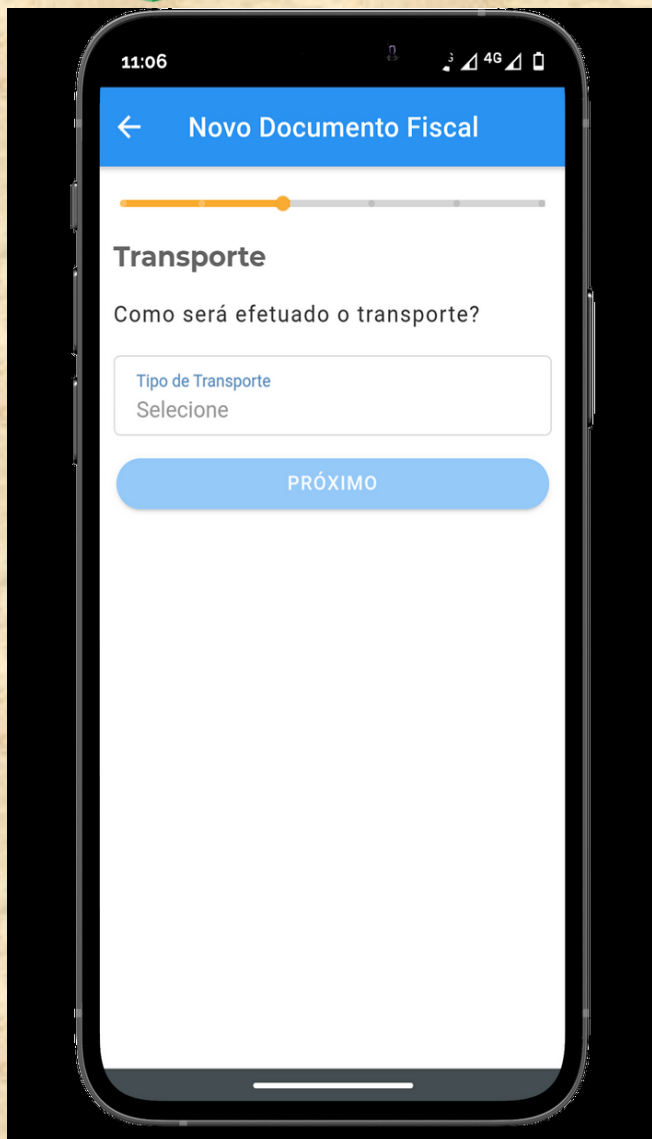 11:06
4G
Novo Documento Fiscal
Transporte
Como será efetuado o transporte?
Tipo de Transporte
Selecione
PRÓXIMO